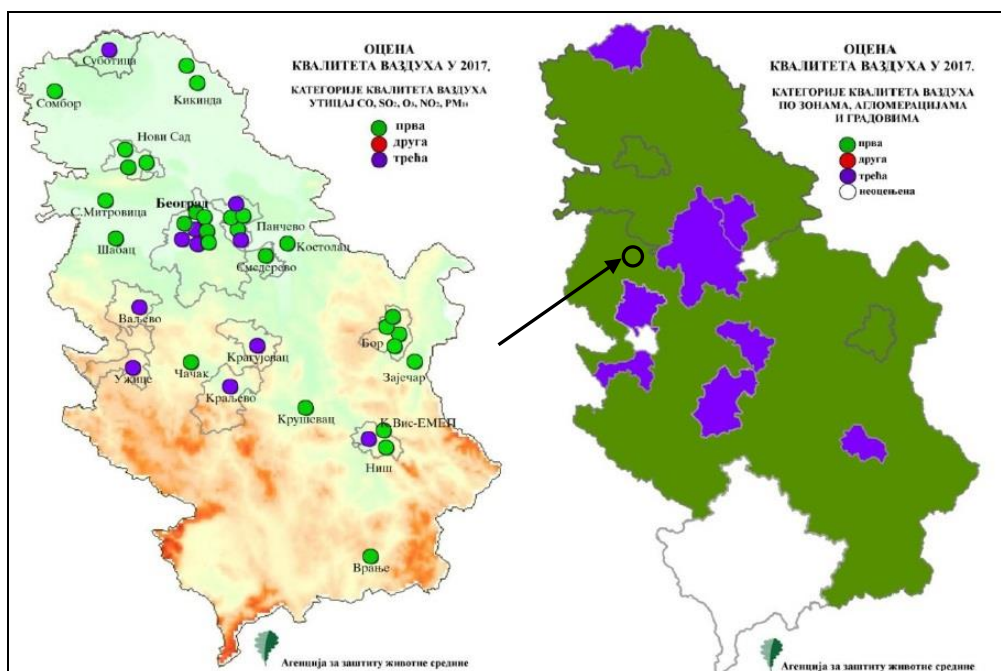 ОЦЕНА
КВАЛИТЕТА ВАЗДУХА У 2017.
КАТЕГОРИЈЕ КВАЛИТЕТА ВАЗДУХА
УТИЦАЈ CO, SO₂, O₃, NO₂, PM₁₀
прва
друга
трећа
Суботица
Сомбор
Кикинда
Нови Сад
С.Митровица
Београд
Панчево
Шабац
Костолац
Смедерево
Ваљево
Бор
Крагујевац
Ужице
Чачак
Зајечар
Краљево
Крушевац
К.Вис-ЕМЕП
Ниш
Врање
Агенција за заштиту животне средине
ОЦЕНА
КВАЛИТЕТА ВАЗДУХА У 2017.
КАТЕГОРИЈЕ КВАЛИТЕТА ВАЗДУХА
ПО ЗОНАМА, АГЛОМЕРАЦИЈАМА
И ГРАДОВИМА
прва
друга
трећа
неоцењена
Агенција за заштиту животне средине